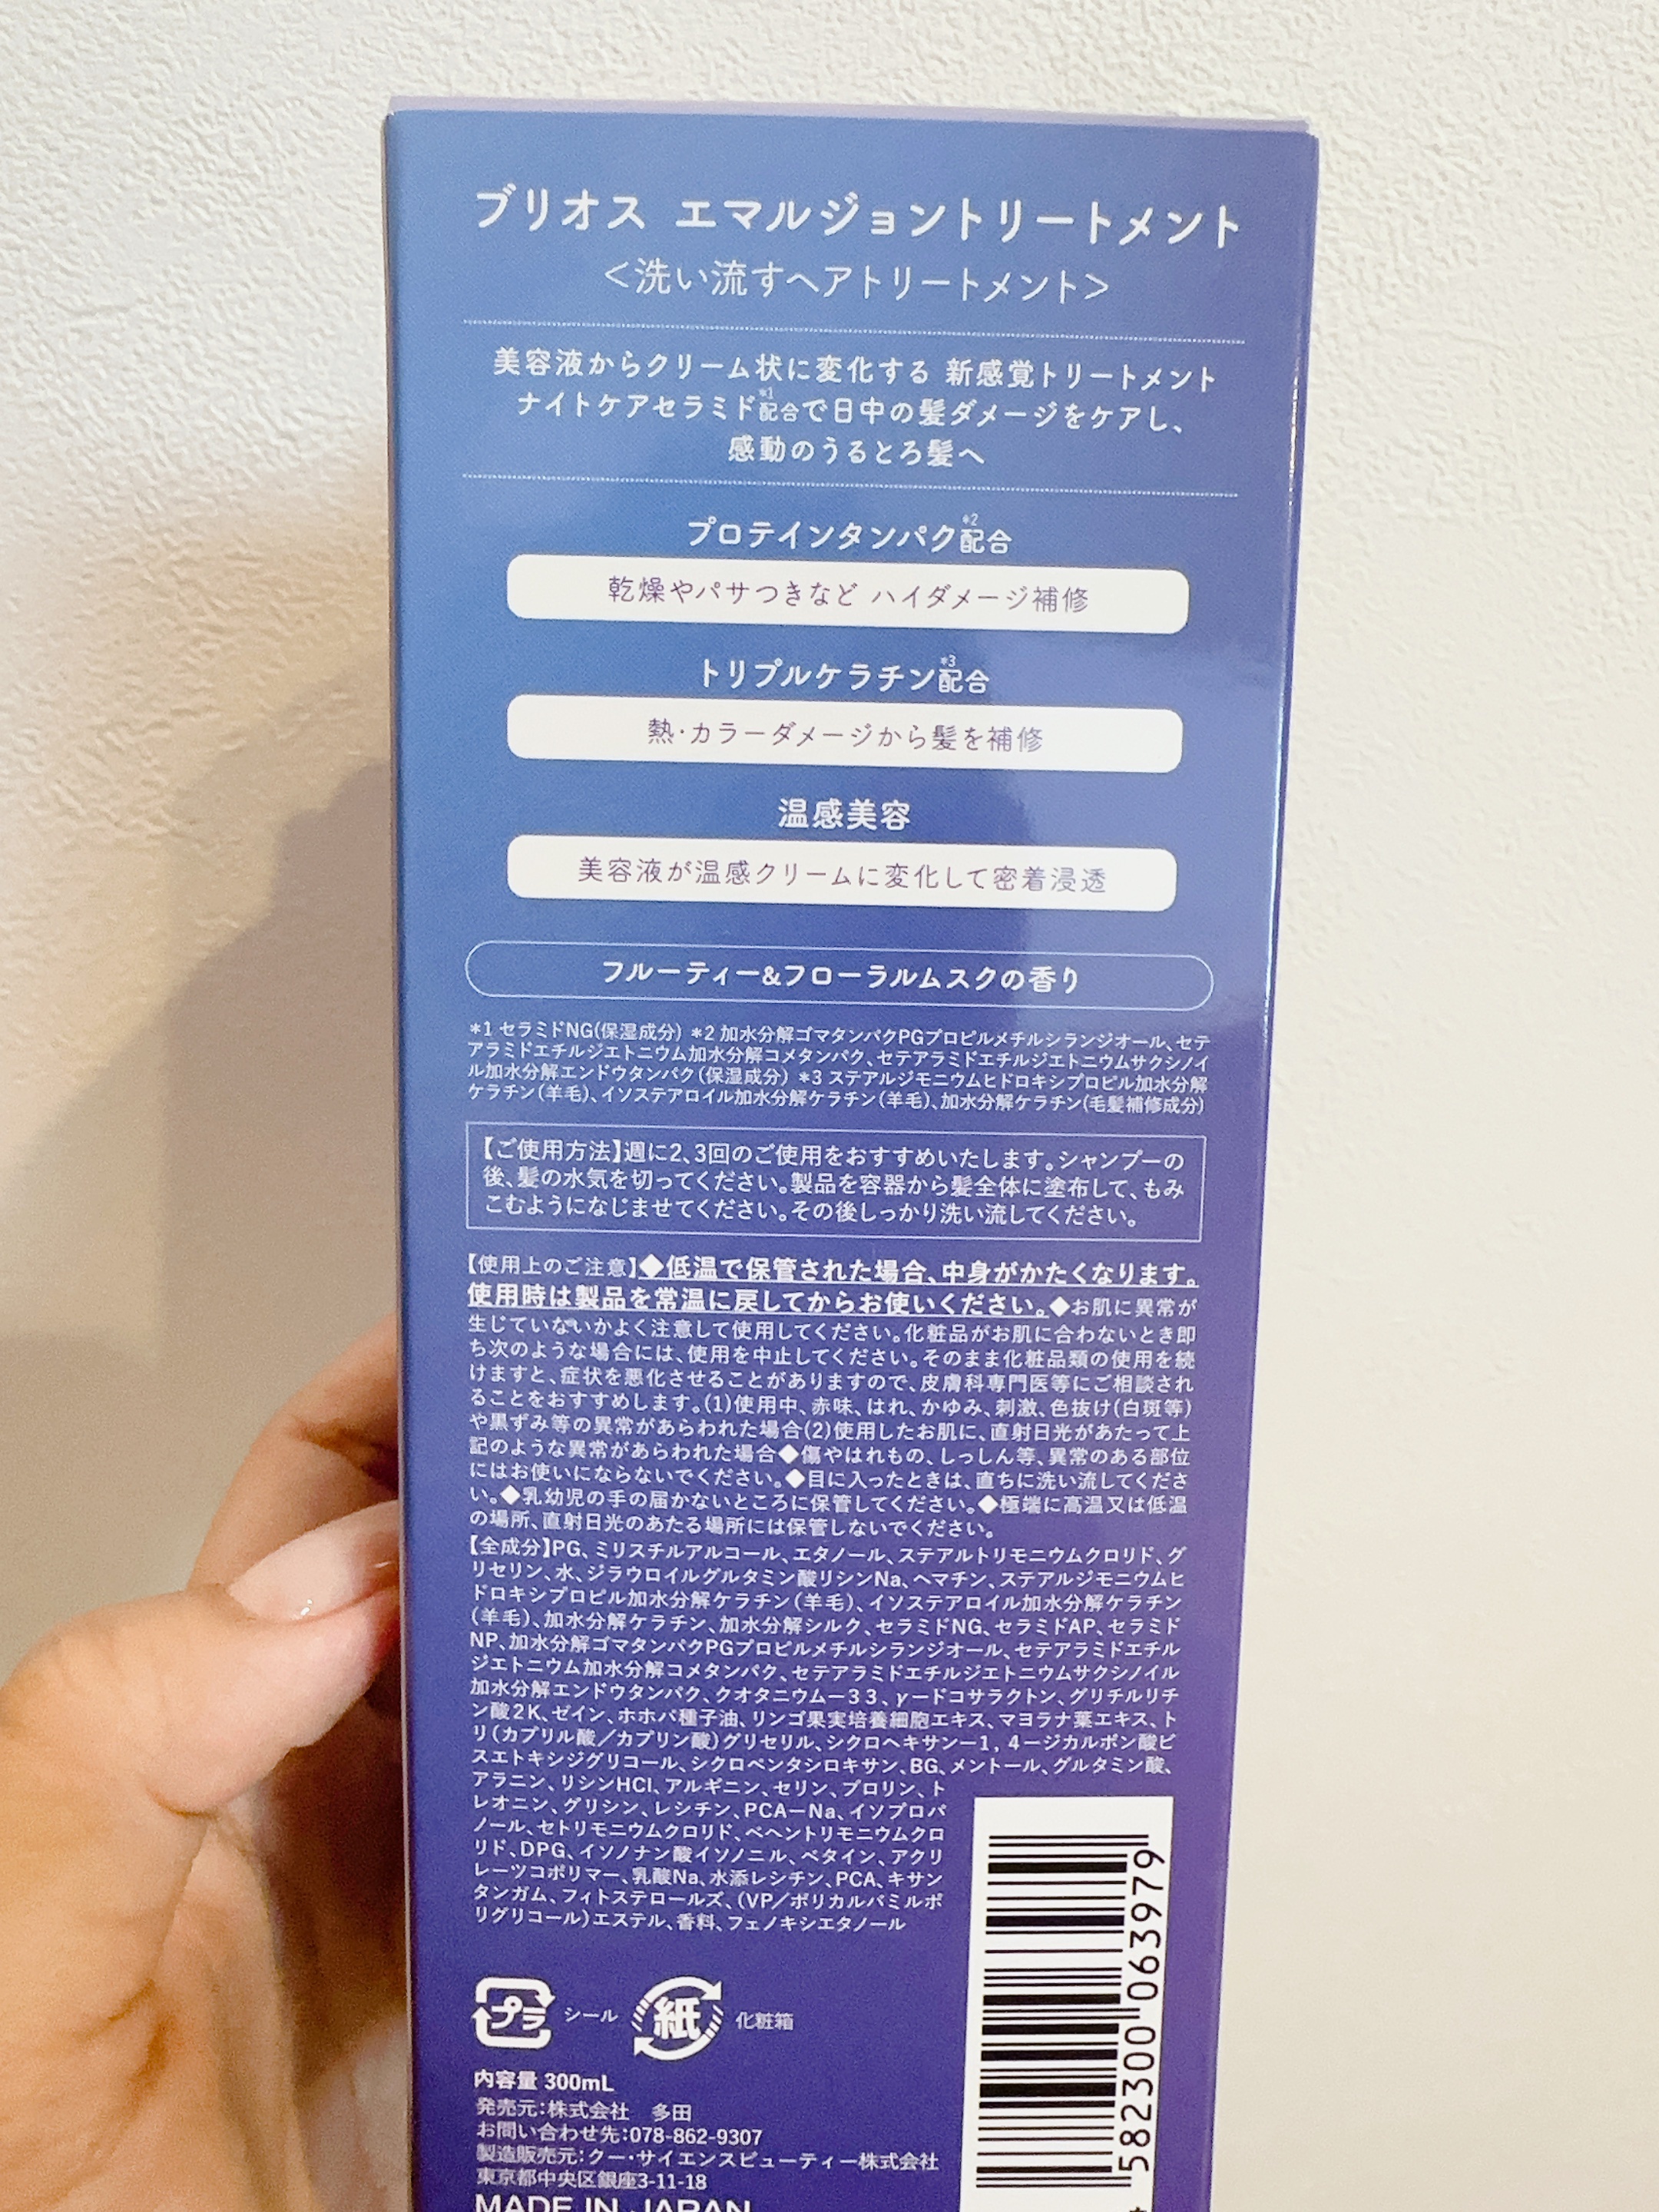 ブリオス エマルジョントリートメント
＜洗い流すヘアトリートメント＞
美容液からクリーム状に変化する 新感覚トリートメント
ナイトケアセラミド*1配合で日中の髪ダメージをケアし、
感動のうるとろ髪へ
プロテインタンパク*2配合
乾燥やパサつきなど ハイダメージ補修
トリプルケラチン*3配合
熱・カラーダメージから髪を補修
温感美容
美容液が温感クリームに変化して密着浸透
フルーティー&フローラルムスクの香り
*1 セラミドNG(保湿成分) *2 加水分解ゴマタンパクPGプロピルメチルシランジオール、セテ
アラミドエチルジエトニウム加水分解コメタンパク、セテアラミドエチルジエトニウムサクシノイ
ル加水分解エンドウタンパク(保湿成分) *3 ステアルジモニウムヒドロキシプロピル加水分解
ケラチン(羊毛)、イソステアロイル加水分解ケラチン(羊毛)、加水分解ケラチン(毛髪補修成分)
【ご使用方法】週に2、3回のご使用をおすすめいたします。シャンプーの
後、髪の水気を切ってください。製品を容器から髪全体に塗布して、もみ
こむようになじませてください。その後しっかり洗い流してください。
【使用上のご注意】◆低温で保管された場合、中身がかたくなります。
使用時は製品を常温に戻してからお使いください。◆お肌に異常が
生じていないかよく注意して使用してください。化粧品がお肌に合わないとき即
ち次のような場合には、使用を中止してください。そのまま化粧品類の使用を続
けますと、症状を悪化させることがありますので、皮膚科専門医等にご相談され
ることをおすすめします。(1)使用中、赤味、はれ、かゆみ、刺激、色抜け(白斑等)
や黒ずみ等の異常があらわれた場合(2)使用したお肌に、直射日光があたって上
記のような異常があらわれた場合◆傷やはれもの、しっしん等、異常のある部位
にはお使いにならないでください。◆目に入ったときは、直ちに洗い流してくださ
い。◆乳幼児の手の届かないところに保管してください。◆極端に高温又は低温
の場所、直射日光のあたる場所には保管しないでください。
【全成分】PG、ミリスチルアルコール、エタノール、ステアルトリモニウムクロリド、グ
リセリン、水、ジラウロイルグルタミン酸リシンNa、ヘマチン、ステアルジモニウムヒ
ドロキシプロピル加水分解ケラチン(羊毛)、イソステアロイル加水分解ケラチン
(羊毛)、加水分解ケラチン、加水分解シルク、セラミドNG、セラミドAP、セラミド
NP、加水分解ゴマタンパクPGプロピルメチルシランジオール、セテアラミドエチル
ジエトニウム加水分解コメタンパク、セテアラミドエチルジエトニウムサクシノイル
加水分解エンドウタンパク、クオタニウムー33、γードコサラクトン、グリチルリチ
ン酸2K、ゼイン、ホホバ種子油、リンゴ果実培養細胞エキス、マヨラナ葉エキス、ト
リ(カプリル酸／カプリン酸)グリセリル、シクロヘキサンー1，4ージカルボン酸ビ
スエトキシジグリコール、シクロペンタシロキサン、BG、メントール、グルタミン酸、
アラニン、リシンHCl、アルギニン、セリン、プロリン、ト
レオニン、グリシン、レシチン、PCAーNa、イソプロパ
ノール、セトリモニウムクロリド、ベヘントリモニウムクロ
リド、DPG、イソノナン酸イソノニル、ベタイン、アクリ
レーツコポリマー、乳酸Na、水添レシチン、PCA、キサン
タンガム、フィトステロールズ、(VP／ポリカルバミルポ
リグリコール)エステル、香料、フェノキシエタノール
プラ シール 紙 化粧箱
内容量 300mL
発売元：株式会社 多田
お問い合わせ先：078-862-9307
製造販売元：クー・サイエンスビューティー株式会社
東京都中央区銀座3-11-18
MADE IN JAPAN
582300 063979